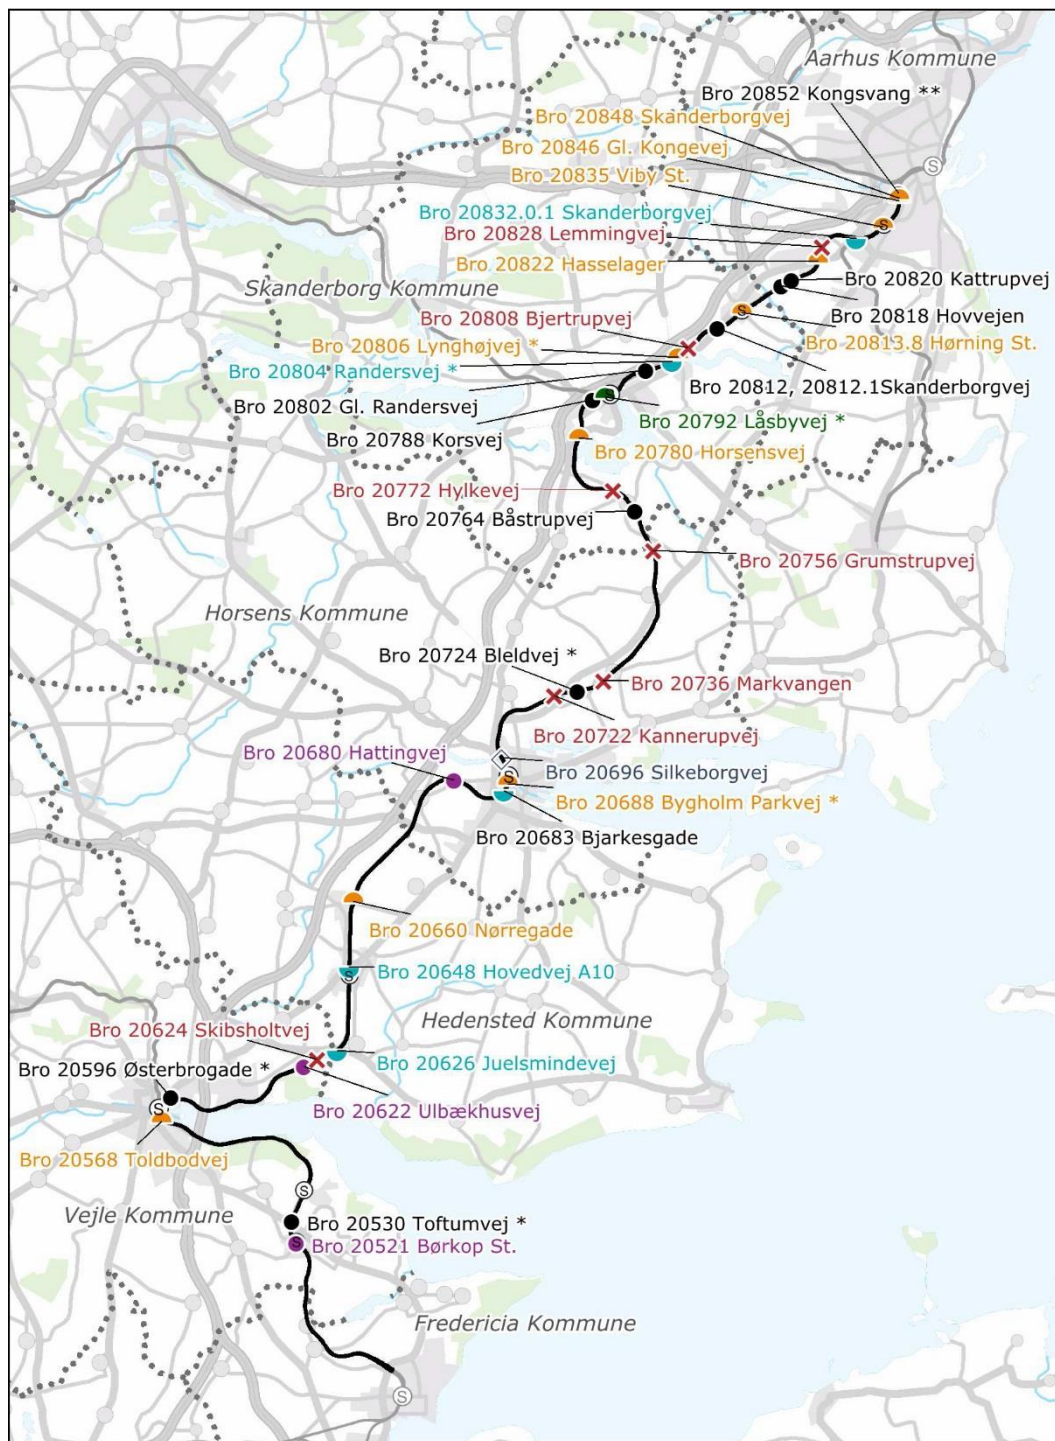 Aarhus Kommune
Bro 20852 Kongsvang **
Bro 20848 Skanderborgvej
Bro 20846 Gl. Kongevej
Bro 20835 Viby St.
S
Bro 20832.0.1 Skanderborgvej
S
Bro 20828 Lemmingvej
Bro 20822 Hasselager
Bro 20820 Kattrupvej
Skanderborg Kommune
Bro 20808 Bjertrupvej
S
Bro 20818 Hovvejen
Bro 20806 Lynghøjvej *
Bro 20813.8 Hørning St.
Bro 20804 Randersvej *
Bro 20812, 20812.1Skanderborgvej
S
Bro 20802 Gl. Randersvej
Bro 20792 Låsbyvej *
Bro 20788 Korsvej
Bro 20780 Horsensvej
Bro 20772 Hylkevej
Bro 20764 Båstrupvej
Bro 20756 Grumstrupvej
Horsens Kommune
Bro 20724 Bleldvej *
Bro 20736 Markvangen
Bro 20722 Kannerupvej
Bro 20680 Hattingvej
Bro 20696 Silkeborgvej
S
Bro 20688 Bygholm Parkvej *
Bro 20683 Bjarkesgade
Bro 20660 Nørregade
S
Bro 20648 Hovedvej A10
Hedensted Kommune
Bro 20624 Skibsholtvej
Bro 20626 Juelsmindevej
Bro 20596 Østerbrogade *
S
Bro 20622 Ulbækhusvej
Bro 20568 Toldbodvej
S
Vejle Kommune
Bro 20530 Toftumvej *
S
Bro 20521 Børkop St.
Fredericia Kommune
S